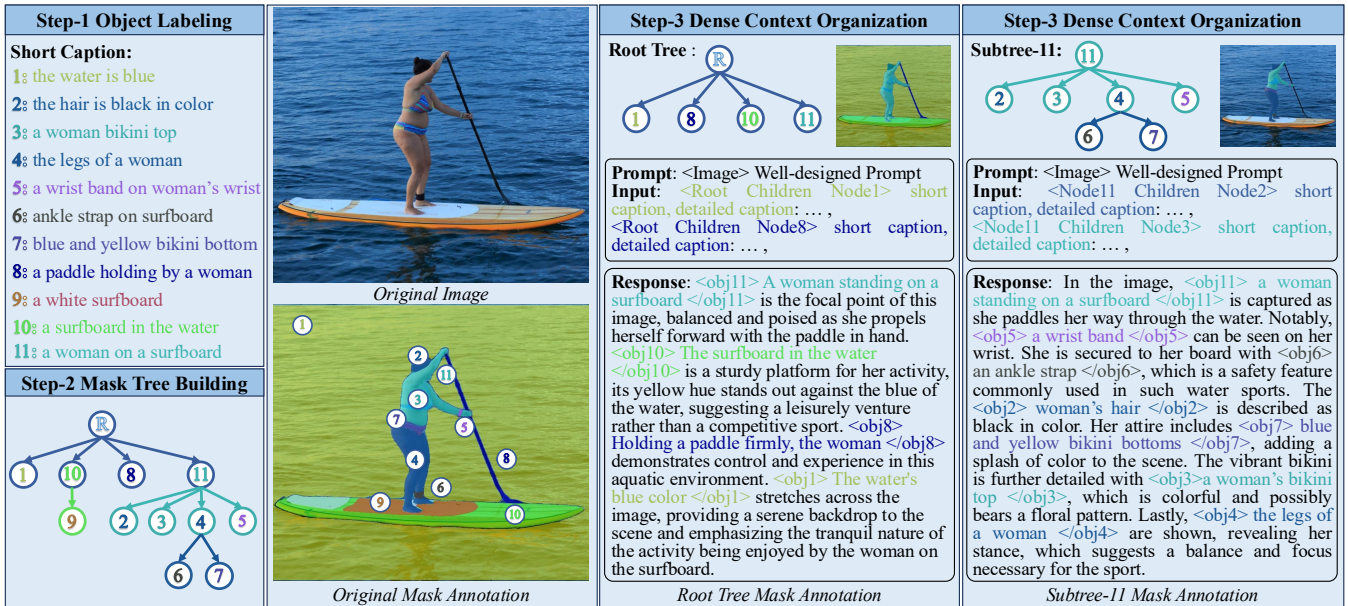 Step-1 Object Labeling
Short Caption:
1: the water is blue
2: the hair is black in color
3: a woman bikini top
4: the legs of a woman
5: a wrist band on woman's wrist
6: ankle strap on surfboard
7: blue and yellow bikini bottom
8: a paddle holding by a woman
9: a white surfboard
10: a surfboard in the water
11: a woman on a surfboard
Step-2 Mask Tree Building
R
1
10
8
11
9
2
3
4
5
6
7
Original Image
1
2
11
3
7
5
4
8
6
9
10
Original Mask Annotation
Step-3 Dense Context Organization
Root Tree :
R
1
8
10
11
Prompt: <Image> Well-designed Prompt
Input: <Root Children Node1> short
caption, detailed caption: … ,
<Root Children Node8> short caption,
detailed caption: … ,
Response: <obj11> A woman standing on a
surfboard </obj11> is the focal point of this
image, balanced and poised as she propels
herself forward with the paddle in hand.
<obj10> The surfboard in the water
</obj10> is a sturdy platform for her activity,
its yellow hue stands out against the blue of
the water, suggesting a leisurely venture
rather than a competitive sport. <obj8>
Holding a paddle firmly, the woman </obj8>
demonstrates control and experience in this
aquatic environment. <obj1> The water's
blue color </obj1> stretches across the
image, providing a serene backdrop to the
scene and emphasizing the tranquil nature of
the activity being enjoyed by the woman on
the surfboard.
Root Tree Mask Annotation
Step-3 Dense Context Organization
Subtree-11:
11
2
3
4
5
6
7
Prompt: <Image> Well-designed Prompt
Input: <Node11 Children Node2> short
caption, detailed caption: … ,
<Node11 Children Node3> short caption,
detailed caption: … ,
Response: In the image, <obj11> a woman
standing on a surfboard </obj11> is captured as
she paddles her way through the water. Notably,
<obj5> a wrist band </obj5> can be seen on her
wrist. She is secured to her board with <obj6>
an ankle strap </obj6>, which is a safety feature
commonly used in such water sports. The
<obj2> woman's hair </obj2> is described as
black in color. Her attire includes <obj7> blue
and yellow bikini bottoms </obj7>, adding a
splash of color to the scene. The vibrant bikini
is further detailed with <obj3>a woman's bikini
top </obj3>, which is colorful and possibly
bears a floral pattern. Lastly, <obj4> the legs of
a woman </obj4> are shown, revealing her
stance, which suggests a balance and focus
necessary for the sport.
Subtree-11 Mask Annotation